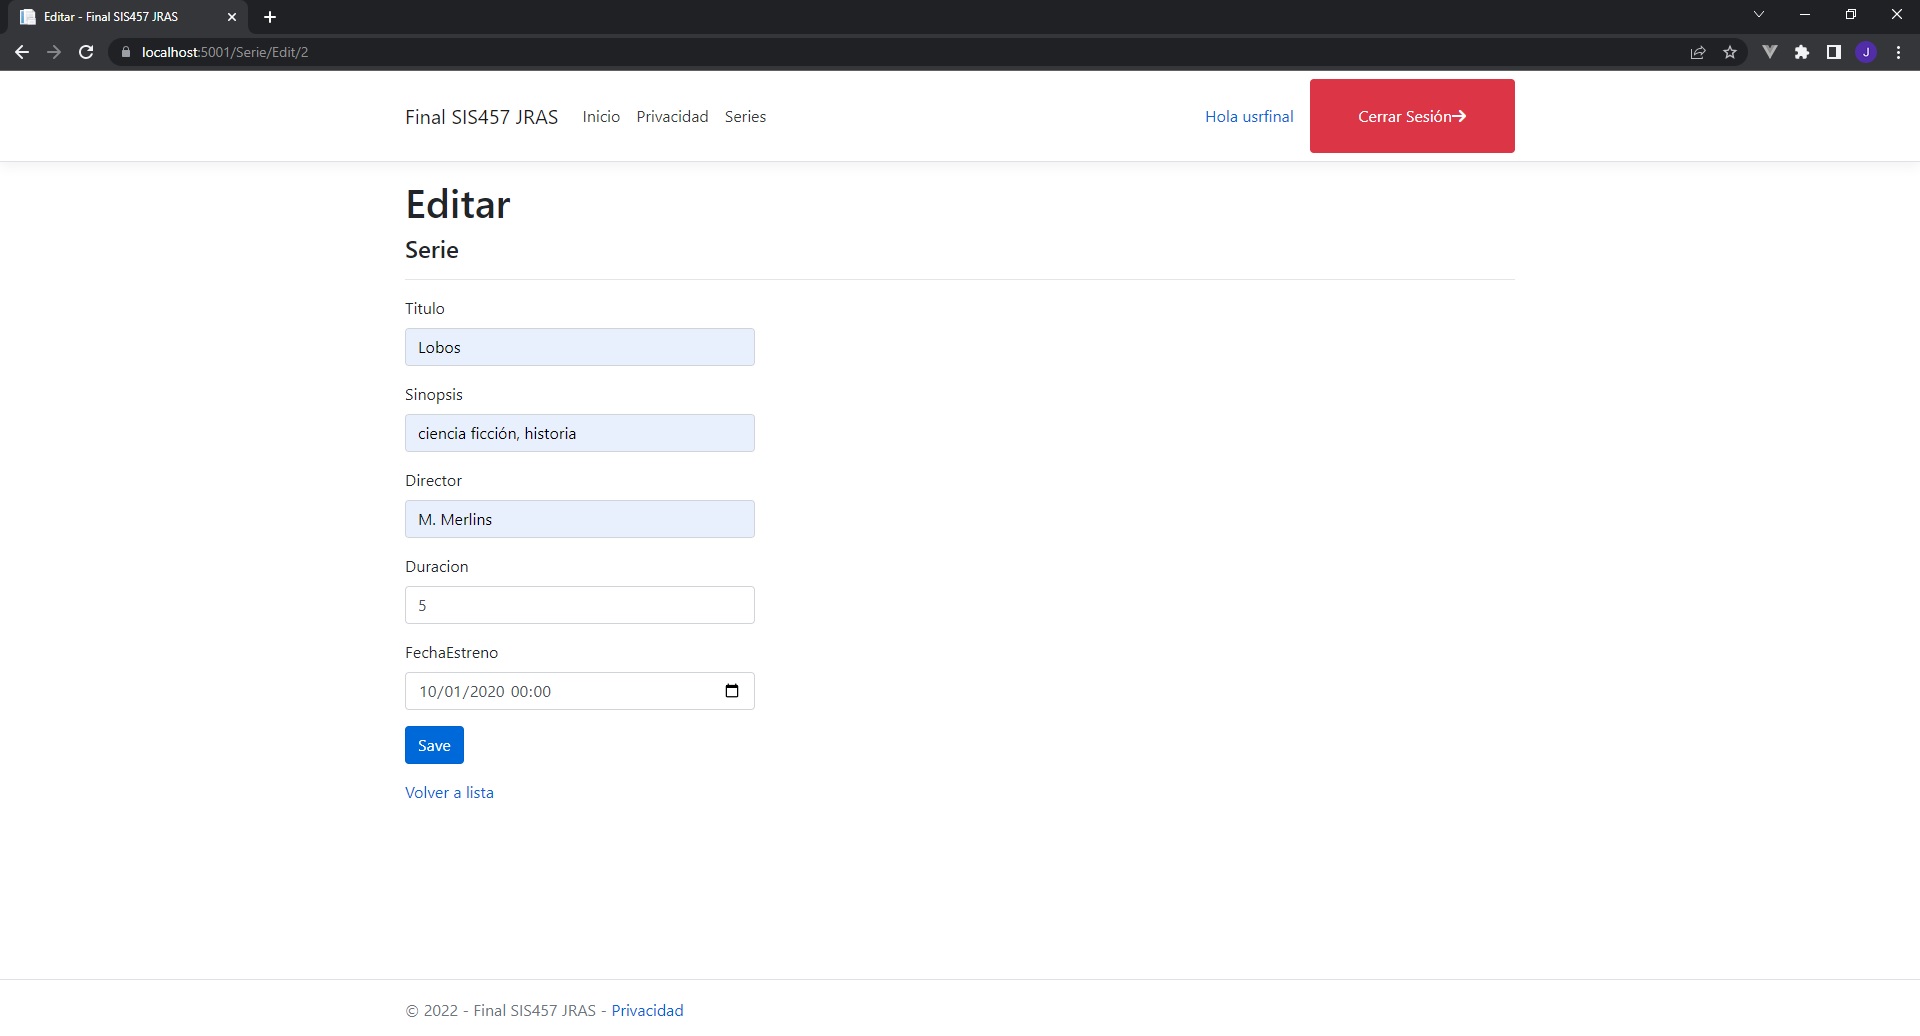 Editar - Final SIS457 JRAS
localhost:5001/Serie/Edit/2
J
Final SIS457 JRAS Inicio Privacidad Series Hola usrfinal Cerrar Sesión
Editar
Serie
Titulo
Lobos
Sinopsis
ciencia ficción, historia
Director
M. Merlins
Duracion
5
FechaEstreno
10/01/2020 00:00
Save
Volver a lista
© 2022 - Final SIS457 JRAS - Privacidad